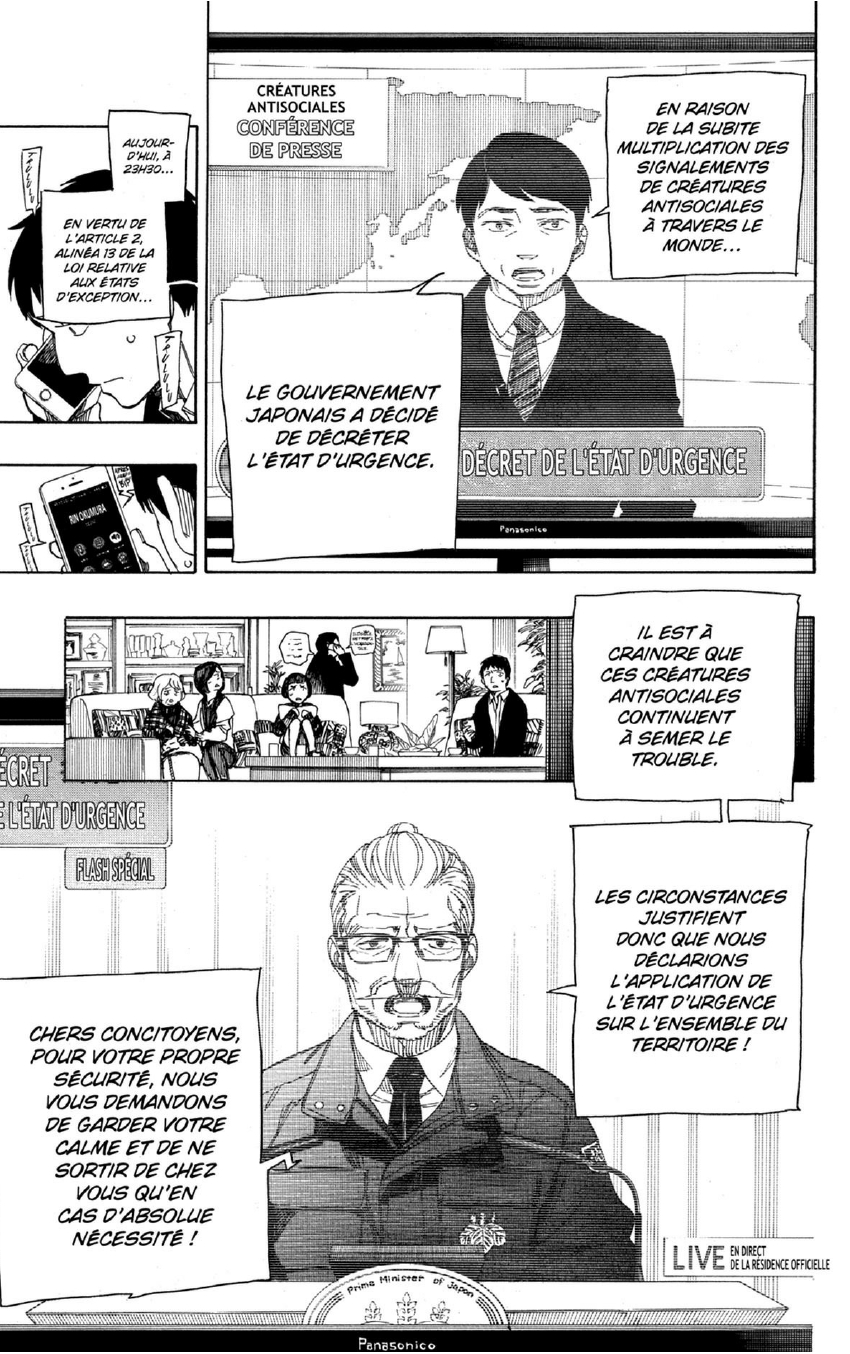 CRÉATURES
ANTISOCIALES
CONFÉRENCE
DE PRESSE
EN RAISON
DE LA SUBITE
MULTIPLICATION DES
SIGNALEMENTS
DE CRÉATURES
ANTISOCIALES
À TRAVERS LE
MONDE...
LE GOUVERNEMENT
JAPONAIS A DÉCIDÉ
DE DÉCRÉTER
L'ÉTAT D'URGENCE.
DÉCRET DE L'ÉTAT D'URGENCE
Panasonico
AUJOUR-
D'HUI, À
23H30...
EN VERTU DE
L'ARTICLE 2,
ALINÉA 13 DE LA
LOI RELATIVE
AUX ÉTATS
D'EXCEPTION...
RIN OKUMURA
IL EST À
CRAINDRE QUE
CES CRÉATURES
ANTISOCIALES
CONTINUENT
À SEMER LE
TROUBLE.
ÉCRET
E L'ÉTAT D'URGENCE
FLASH SPÉCIAL
LES CIRCONSTANCES
JUSTIFIENT
DONC QUE NOUS
DÉCLARIONS
L'APPLICATION DE
L'ÉTAT D'URGENCE
SUR L'ENSEMBLE DU
TERRITOIRE !
CHERS CONCITOYENS,
POUR VOTRE PROPRE
SÉCURITÉ, NOUS
VOUS DEMANDONS
DE GARDER VOTRE
CALME ET DE NE
SORTIR DE CHEZ
VOUS QU'EN
CAS D'ABSOLUE
NÉCESSITÉ !
LIVE EN DIRECT
DE LA RÉSIDENCE OFFICIELLE
Prime Minister of Japon
Panasonico